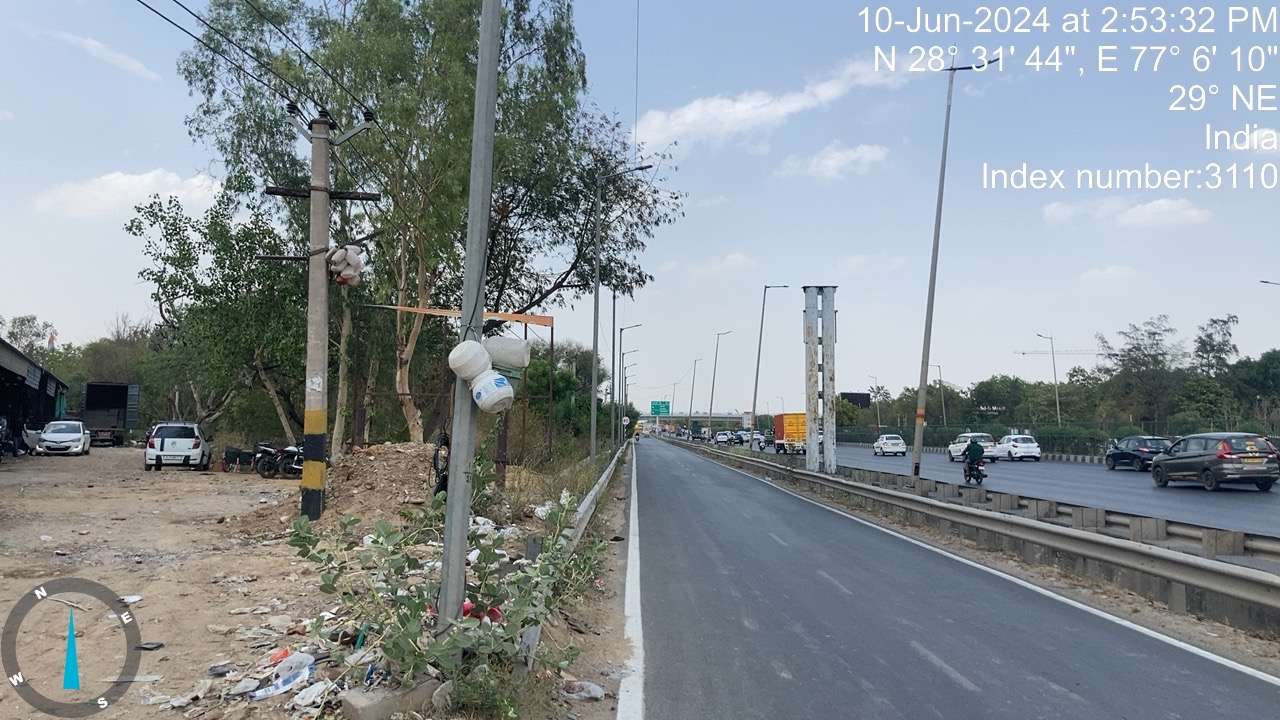 10-Jun-2024 at 2:53:32 PM
N 28° 31' 44", E 77° 6' 10"
29° NE
India
Index number:3110
N
E
W
S